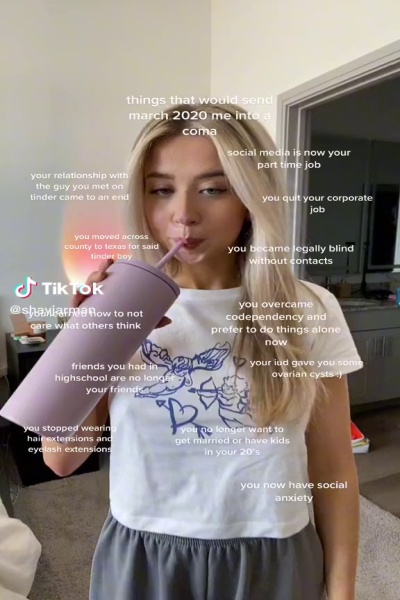 things that would send
march 2020 me into a
coma
social media is now your
part time job
your relationship with
the guy you met on
tinder came to an end
you quit your corporate
job
you moved across
county to texas for said
tinder boy
you became legally blind
without contacts
TikTok
@shaylarman
how to not
care what others think
you overcame
codependency and
prefer to do things alone
now
your iud gave you some
ovarian cysts :)
friends you had in
highschool are no longer
your friends
you stopped wearing
hair extensions and
eyelash extensions
you no longer want to
get married or have kids
in your 20's
you now have social
anxiety